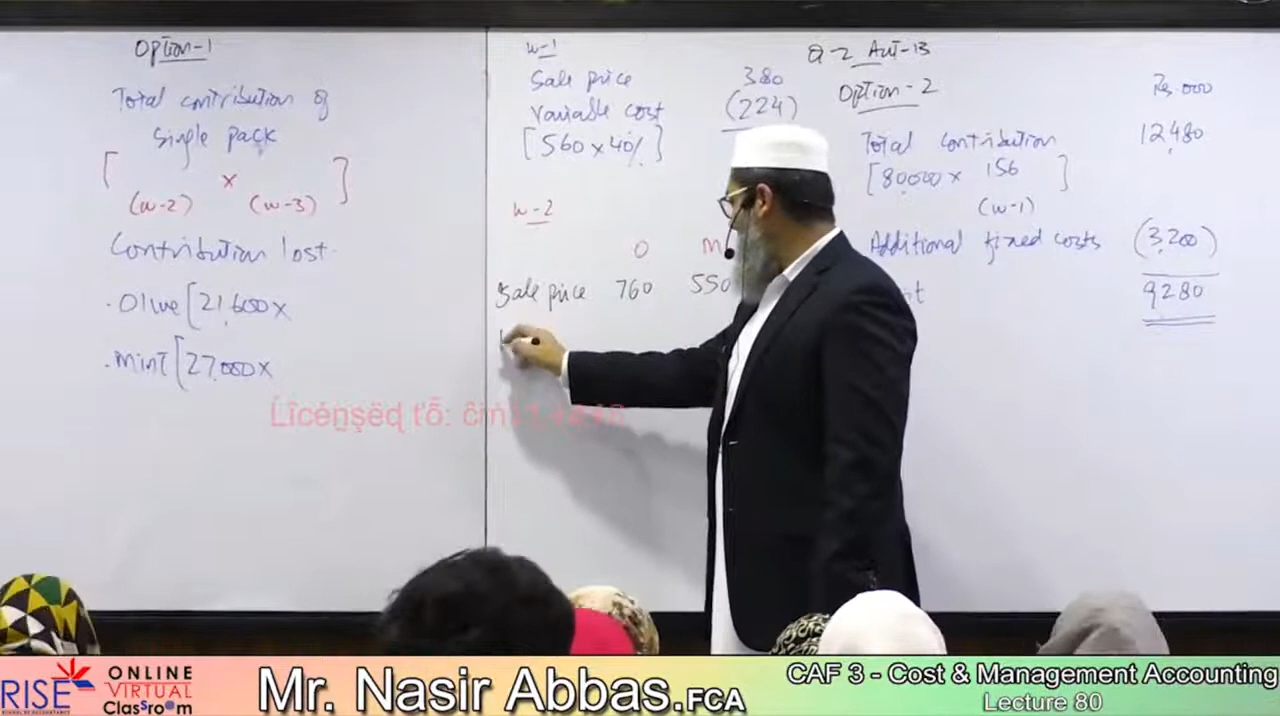 Option-1
Total contribution of
single pack
[ × ]
(w-2) (w-3)
Contribution lost
. Olive [21,600×
. Mint [27,000×
w-1
Sale price 380
Variable cost (224)
[560 × 40%]
w-2
O M
Sale price 760 550
Q-2 Aut-13
Option-2 Rs.000
Total contribution 12,480
[80,000 × 156 ]
(w-1)
Additional fixed costs (3,200)
9280
Licensed to:
RISE
ONLINE
VIRTUAL
Classroom
Mr. Nasir Abbas.FCA
CAF 3 - Cost & Management Accounting
Lecture 80